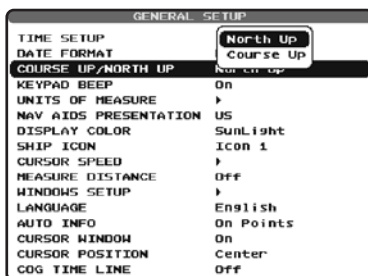 GENERAL SETUP
TIME SETUP
North Up
DATE FORMAT
Course Up
COURSE UP/NORTH UP North Up
KEYPAD BEEP On
UNITS OF MEASURE
NAV AIDS PRESENTATION US
DISPLAY COLOR SunLight
SHIP ICON Icon 1
CURSOR SPEED
MEASURE DISTANCE Off
WINDOWS SETUP
LANGUAGE English
AUTO INFO On Points
CURSOR WINDOW On
CURSOR POSITION Center
COG TIME LINE Off